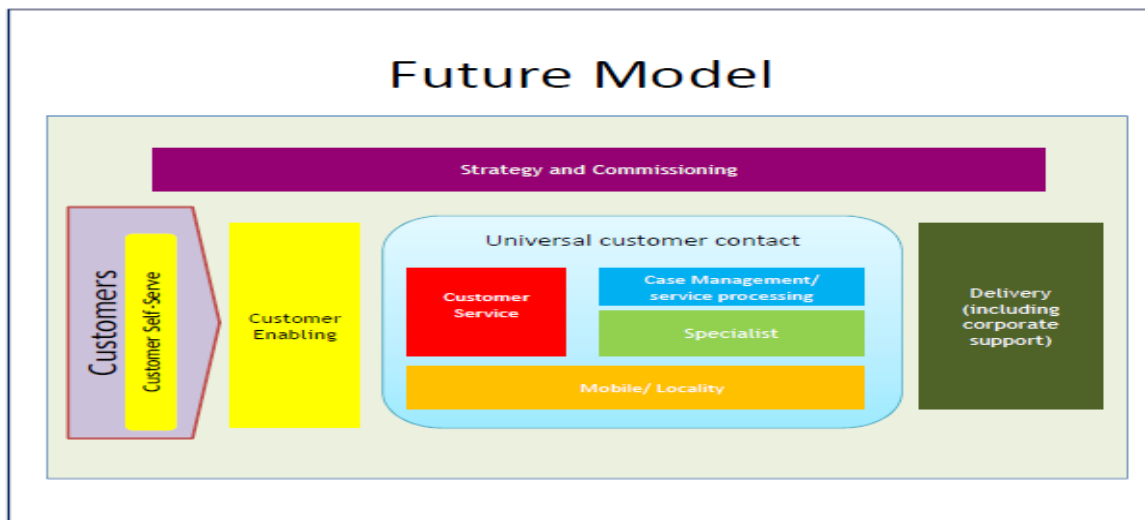 Future Model
Strategy and Commissioning
Customers
Customer Self-Serve
Customer
Enabling
Universal customer contact
Customer
Service
Case Management/
service processing
Specialist
Mobile/ Locality
Delivery
(including
corporate
support)